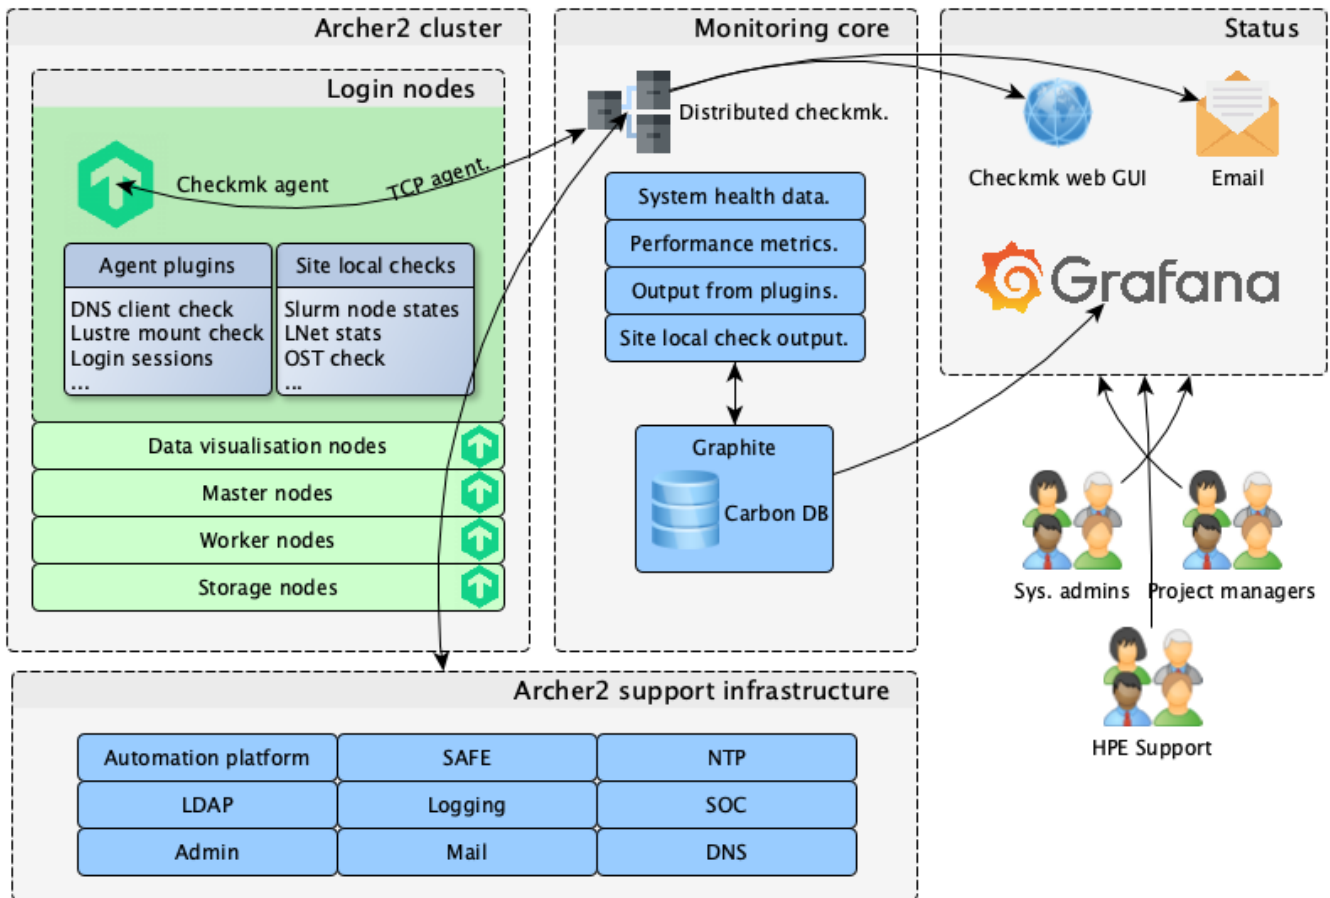 Archer2 cluster
Login nodes
Checkmk agent
TCP agent.
Agent plugins
DNS client check
Lustre mount check
Login sessions
...
Site local checks
Slurm node states
LNet stats
OST check
...
Data visualisation nodes
Master nodes
Worker nodes
Storage nodes
Monitoring core
Distributed checkmk.
System health data.
Performance metrics.
Output from plugins.
Site local check output.
Graphite
Carbon DB
Status
Checkmk web GUI
Email
Grafana
Sys. admins
Project managers
HPE Support
Archer2 support infrastructure
Automation platform
SAFE
NTP
LDAP
Logging
SOC
Admin
Mail
DNS